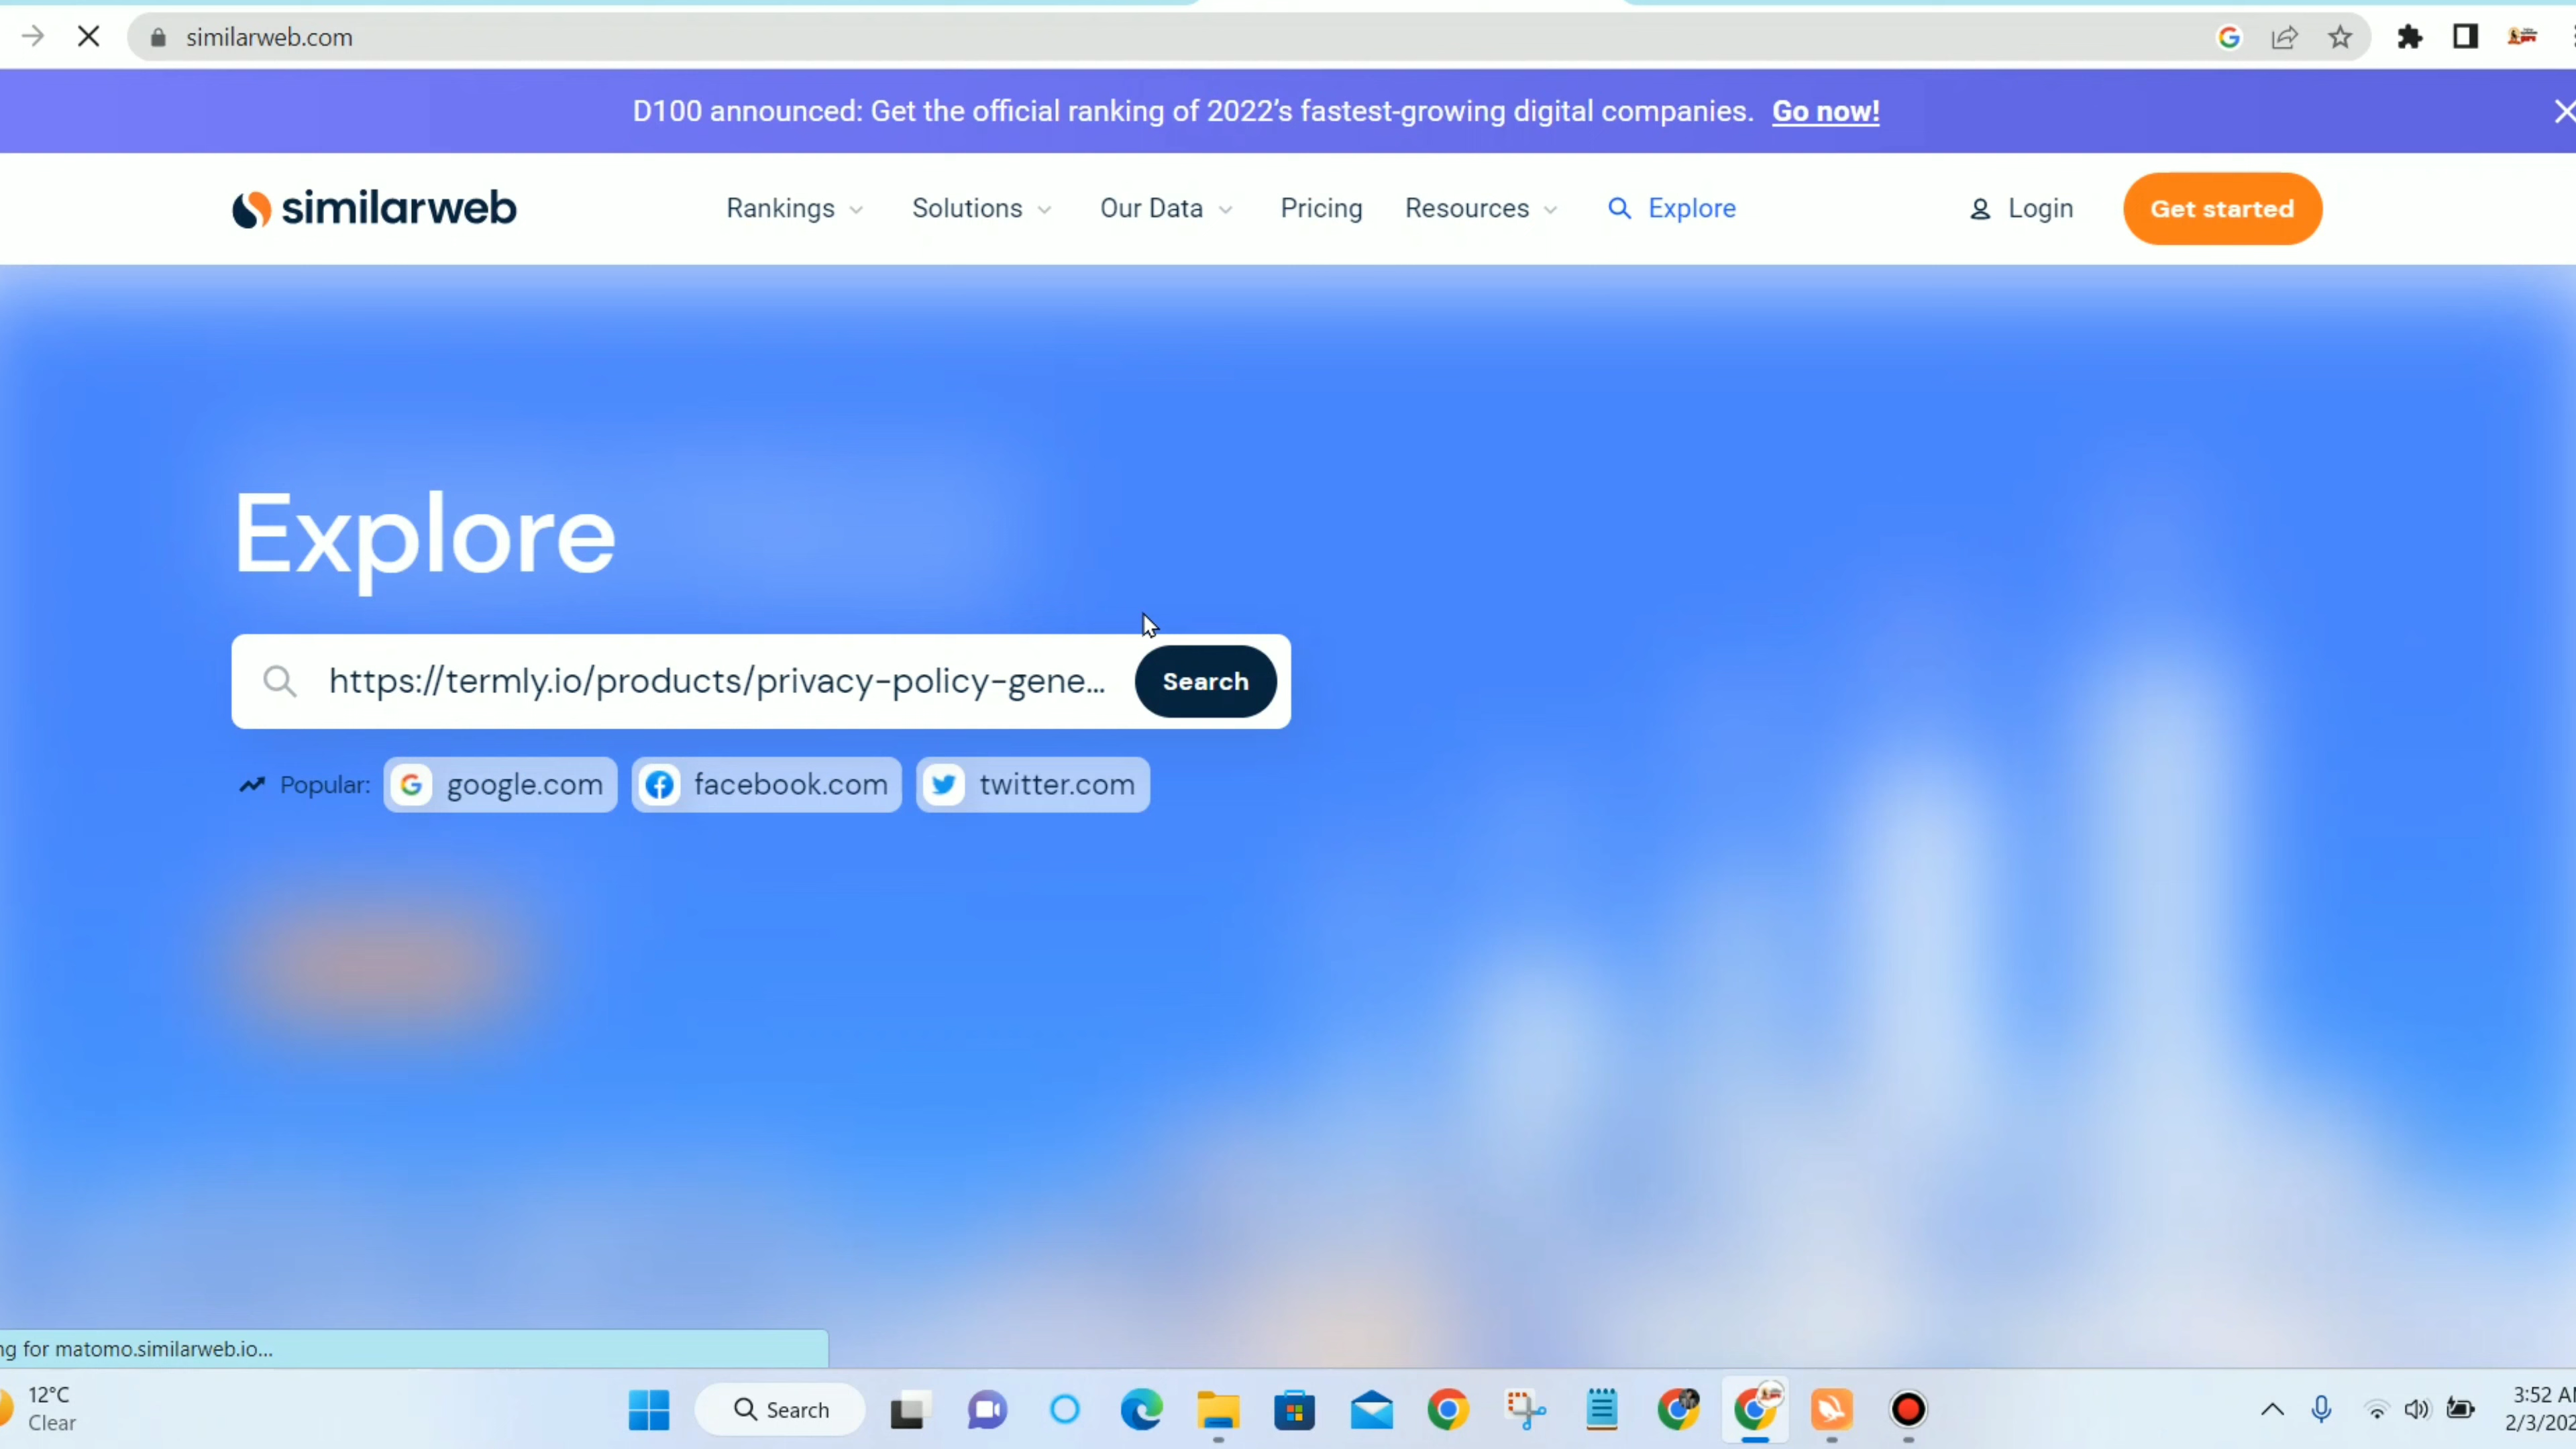 similarweb.com
D100 announced: Get the official ranking of 2022's fastest-growing digital companies. Go now!
similarweb Rankings Solutions Our Data Pricing Resources Explore Login Get started
Explore
https://termly.io/products/privacy-policy-gene... Search
Popular: google.com facebook.com twitter.com
ng for matomo.similarweb.io...
12°C
Clear
Search
3:52 A
2/3/202